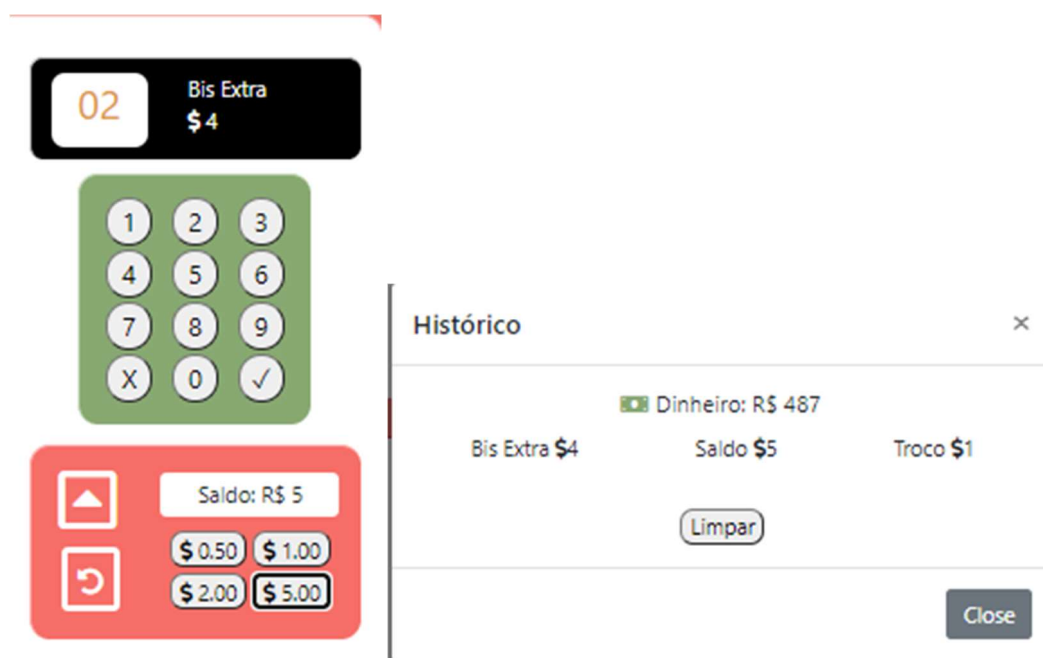 02
Bis Extra
$ 4
1 2 3
4 5 6
7 8 9
X 0 ✓
Saldo: R$ 5
$ 0.50 $ 1.00
$ 2.00 $ 5.00
Histórico ×
Dinheiro: R$ 487
Bis Extra $4 Saldo $5 Troco $1
Limpar
Close